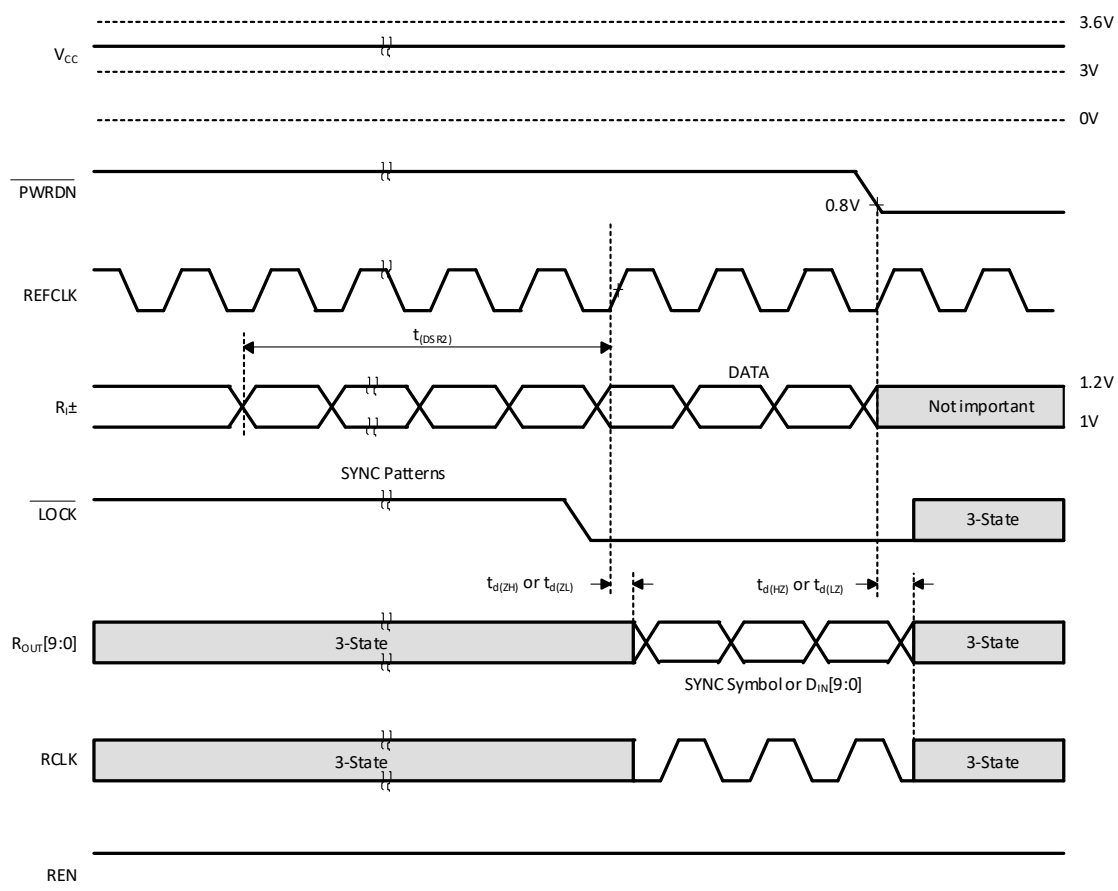 3.6V
VCC
3V
0V
PWRDN
0.8V
REFCLK
t(DSR2)
DATA
RI±
1.2V
Not important
1V
SYNC Patterns
LOCK
3-State
td(ZH) or td(ZL)
td(HZ) or td(LZ)
ROUT[9:0]
3-State
3-State
SYNC Symbol or DIN[9:0]
RCLK
3-State
3-State
REN